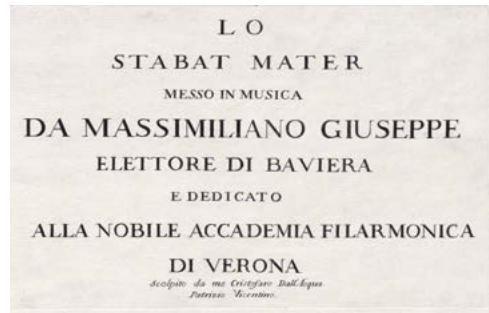 LO
STABAT MATER
MESSO IN MUSICA
DA MASSIMILIANO GIUSEPPE
ELETTORE DI BAVIERA
E DEDICATO
ALLA NOBILE ACCADEMIA FILARMONICA
DI VERONA
Scolpito da me Cristofaro Dall'Acqua
Patrizio Vicentino.